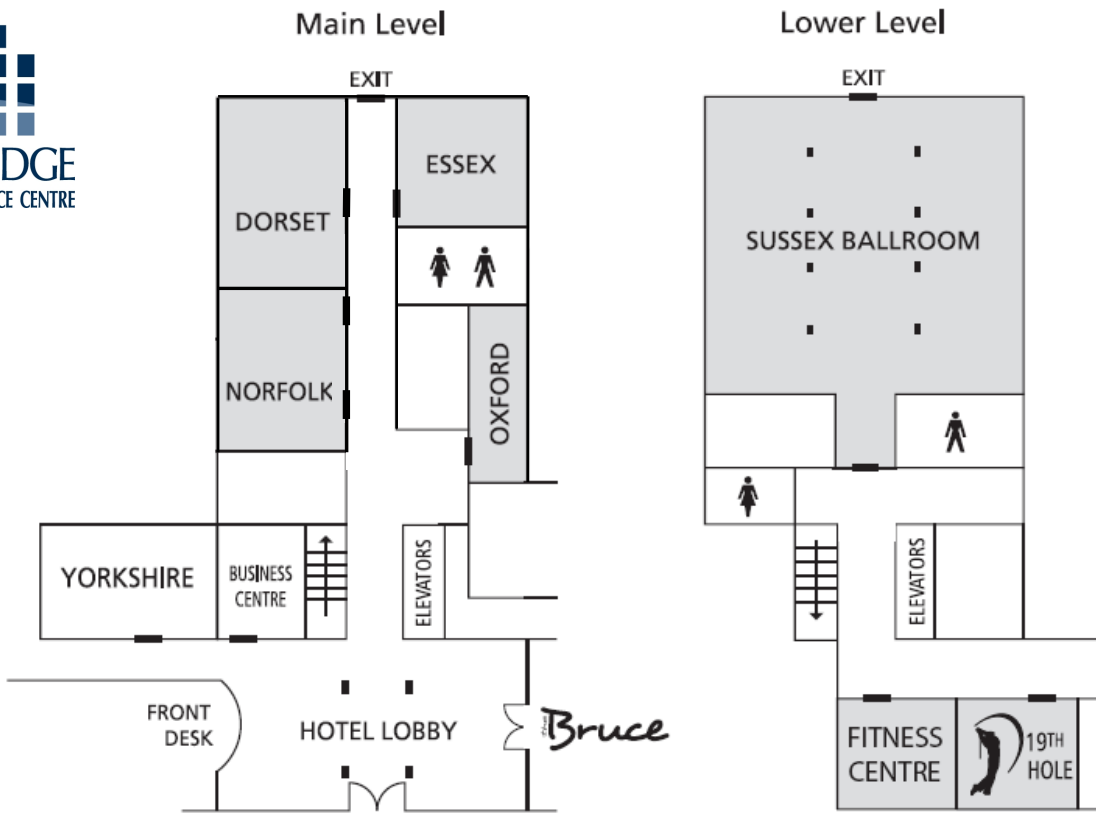 Main Level
Lower Level
DGE
CE CENTRE
EXIT
DORSET
ESSEX
NORFOLK
OXFORD
YORKSHIRE
BUSINESS
CENTRE
ELEVATORS
FRONT
DESK
HOTEL LOBBY
the Bruce
EXIT
SUSSEX BALLROOM
ELEVATORS
FITNESS
CENTRE
19TH
HOLE